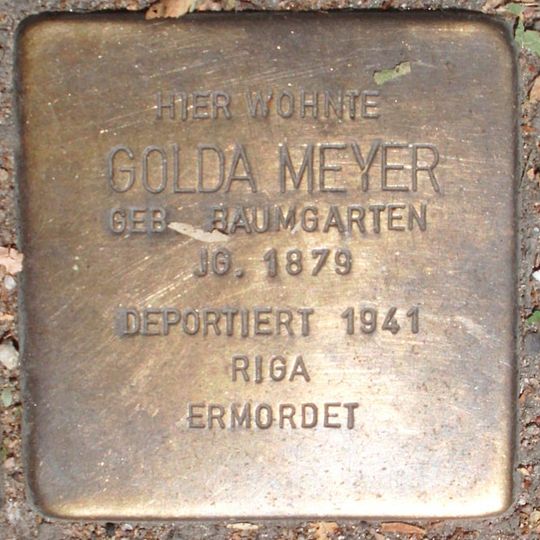 HIER WOHNTE
GOLDA MEYER
GEB. BAUMGARTEN
JG. 1879
DEPORTIERT 1941
RIGA
ERMORDET